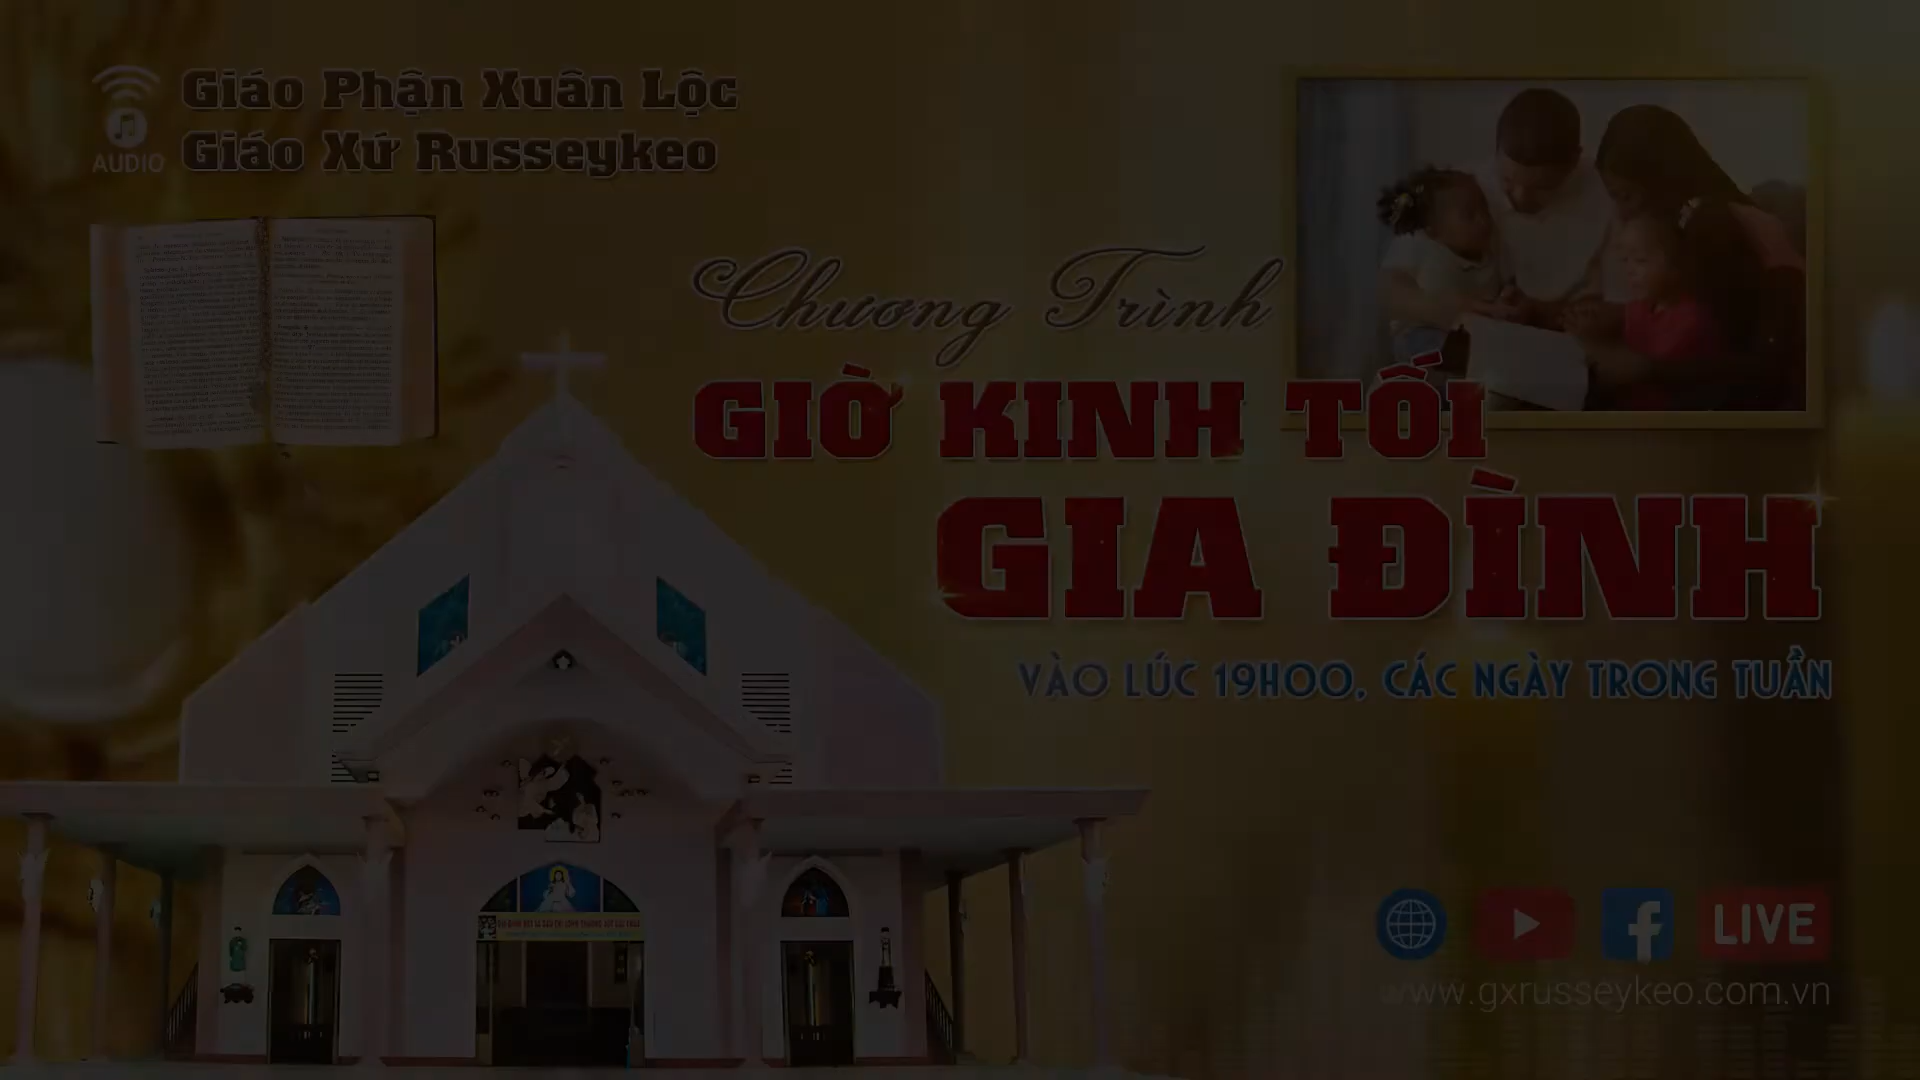 Giáo Phận Xuân Lộc
Giáo Xứ Russeykeo
AUDIO
Chương Trình
GIỜ KINH TỐI
GIA ĐÌNH
VÀO LÚC 19H00, CÁC NGÀY TRONG TUẦN
LIVE
www.gxrusseykeo.com.vn